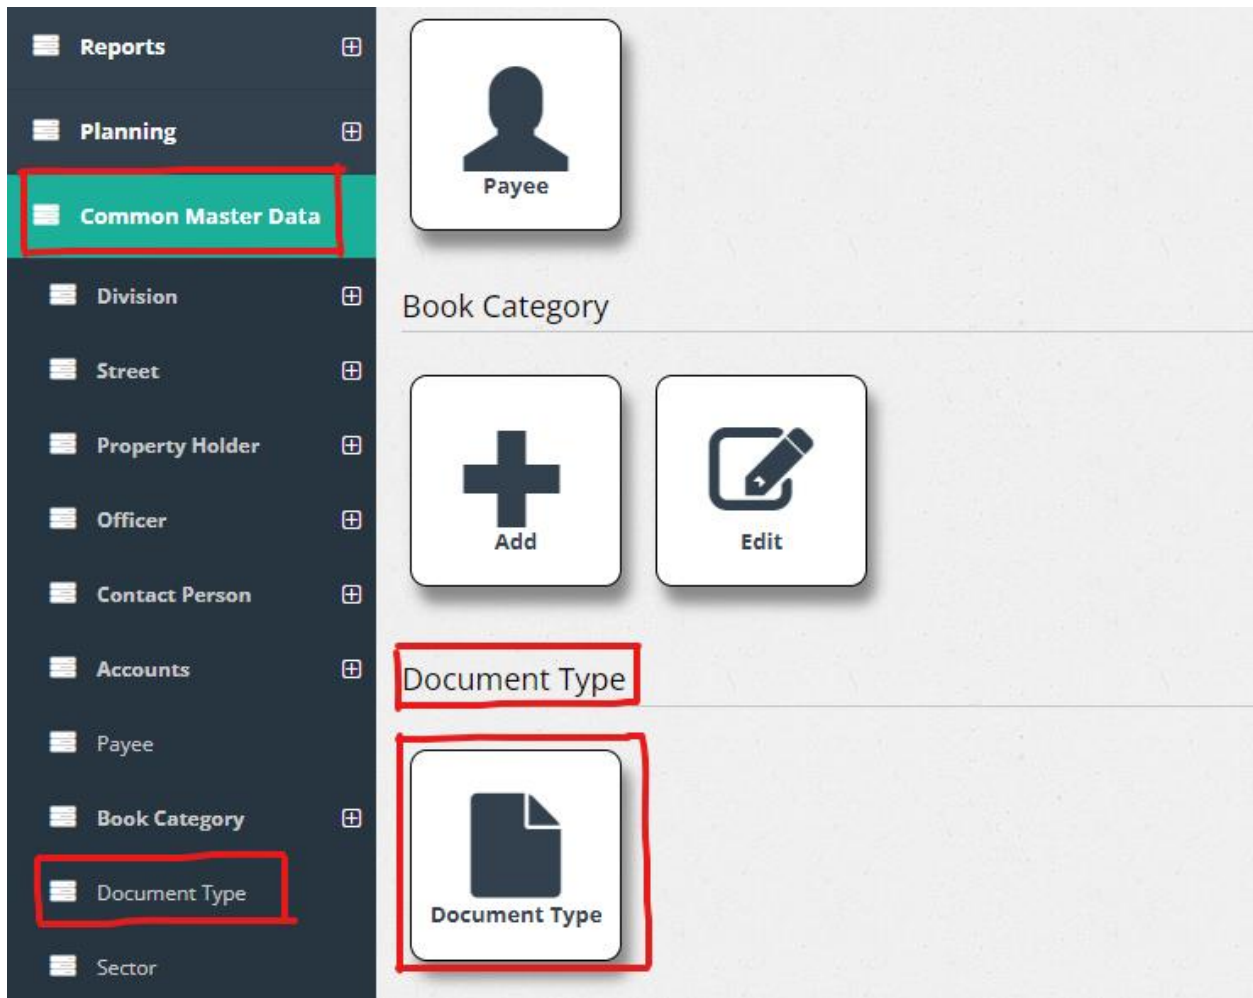 Reports
Planning
Common Master Data
Division
Street
Property Holder
Officer
Contact Person
Accounts
Payee
Book Category
Document Type
Sector
Payee
Book Category
Add
Edit
Document Type
Document Type